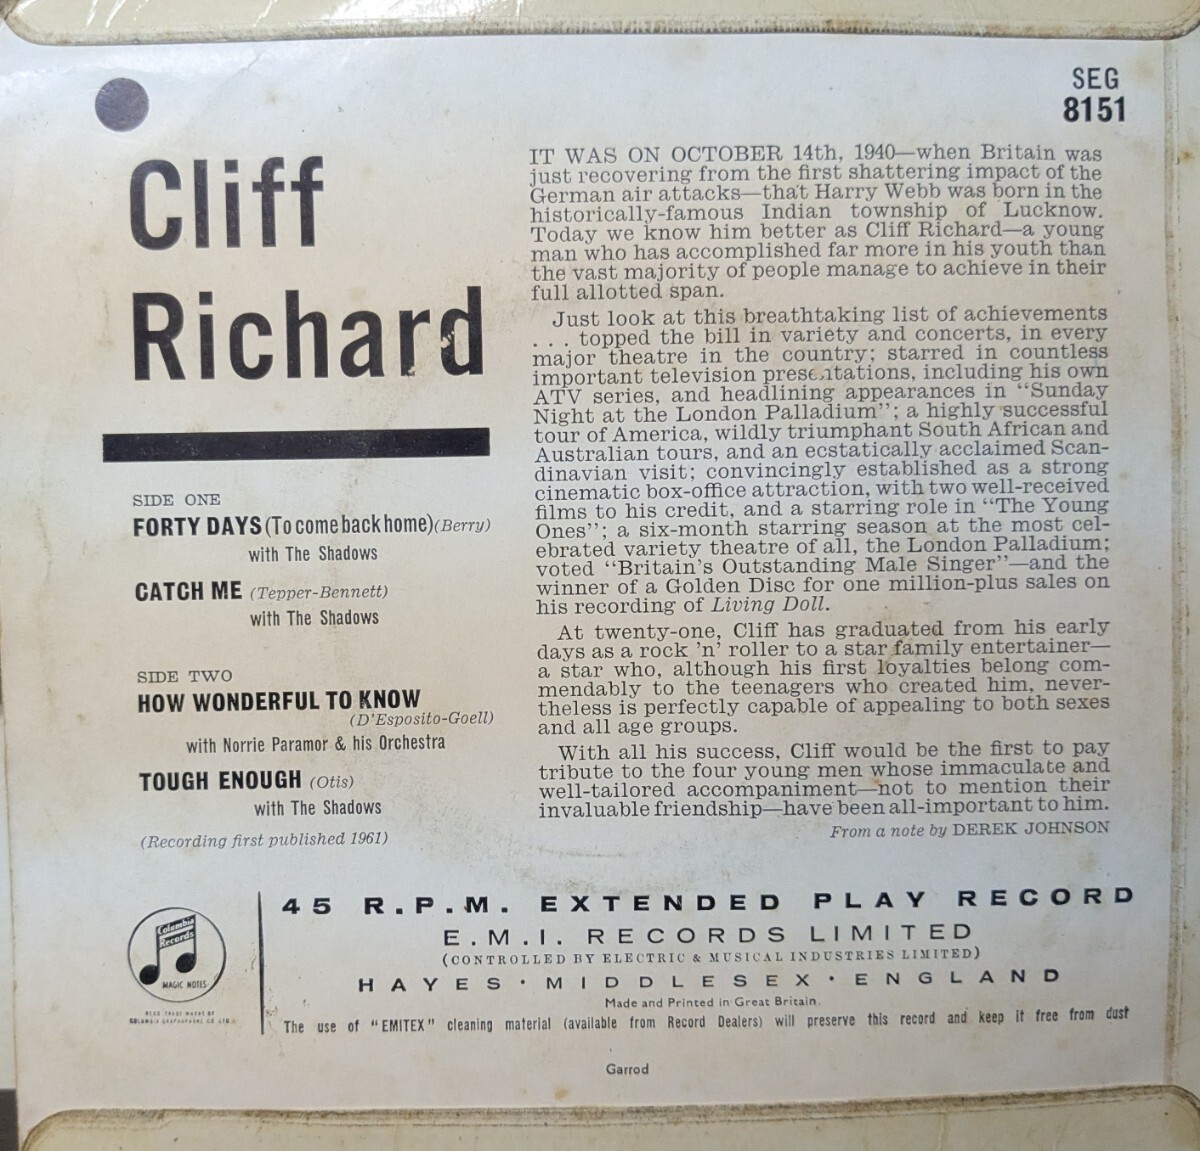 SEG
8151
Cliff
Richard
SIDE ONE
FORTY DAYS (To come back home) (Berry)
with The Shadows
CATCH ME (Tepper-Bennett)
with The Shadows
SIDE TWO
HOW WONDERFUL TO KNOW
(D'Esposito-Goell)
with Norrie Paramor & his Orchestra
TOUGH ENOUGH (Otis)
with The Shadows
(Recording first published 1961)
IT WAS ON OCTOBER 14th, 1940—when Britain was
just recovering from the first shattering impact of the
German air attacks—that Harry Webb was born in the
historically-famous Indian township of Lucknow.
Today we know him better as Cliff Richard—a young
man who has accomplished far more in his youth than
the vast majority of people manage to achieve in their
full allotted span.
Just look at this breathtaking list of achievements
. . . topped the bill in variety and concerts, in every
major theatre in the country; starred in countless
important television presentations, including his own
ATV series, and headlining appearances in "Sunday
Night at the London Palladium"; a highly successful
tour of America, wildly triumphant South African and
Australian tours, and an ecstatically acclaimed Scan-
dinavian visit; convincingly established as a strong
cinematic box-office attraction, with two well-received
films to his credit, and a starring role in "The Young
Ones"; a six-month starring season at the most cel-
ebrated variety theatre of all, the London Palladium;
voted "Britain's Outstanding Male Singer"—and the
winner of a Golden Disc for one million-plus sales on
his recording of Living Doll.
At twenty-one, Cliff has graduated from his early
days as a rock 'n' roller to a star family entertainer—
a star who, although his first loyalties belong com-
mendably to the teenagers who created him, never-
theless is perfectly capable of appealing to both sexes
and all age groups.
With all his success, Cliff would be the first to pay
tribute to the four young men whose immaculate and
well-tailored accompaniment—not to mention their
invaluable friendship—have been all-important to him.
From a note by DEREK JOHNSON
Columbia
Records
MAGIC NOTES
REGD TRADE MARKS OF
COLUMBIA GRAPHOPHONE CO LTD.
45 R.P.M. EXTENDED PLAY RECORD
E.M.I. RECORDS LIMITED
(CONTROLLED BY ELECTRIC & MUSICAL INDUSTRIES LIMITED)
HAYES · MIDDLESEX · ENGLAND
Made and Printed in Great Britain.
The use of "EMITEX" cleaning material (available from Record Dealers) will preserve this record and keep it free from dust
Garrod